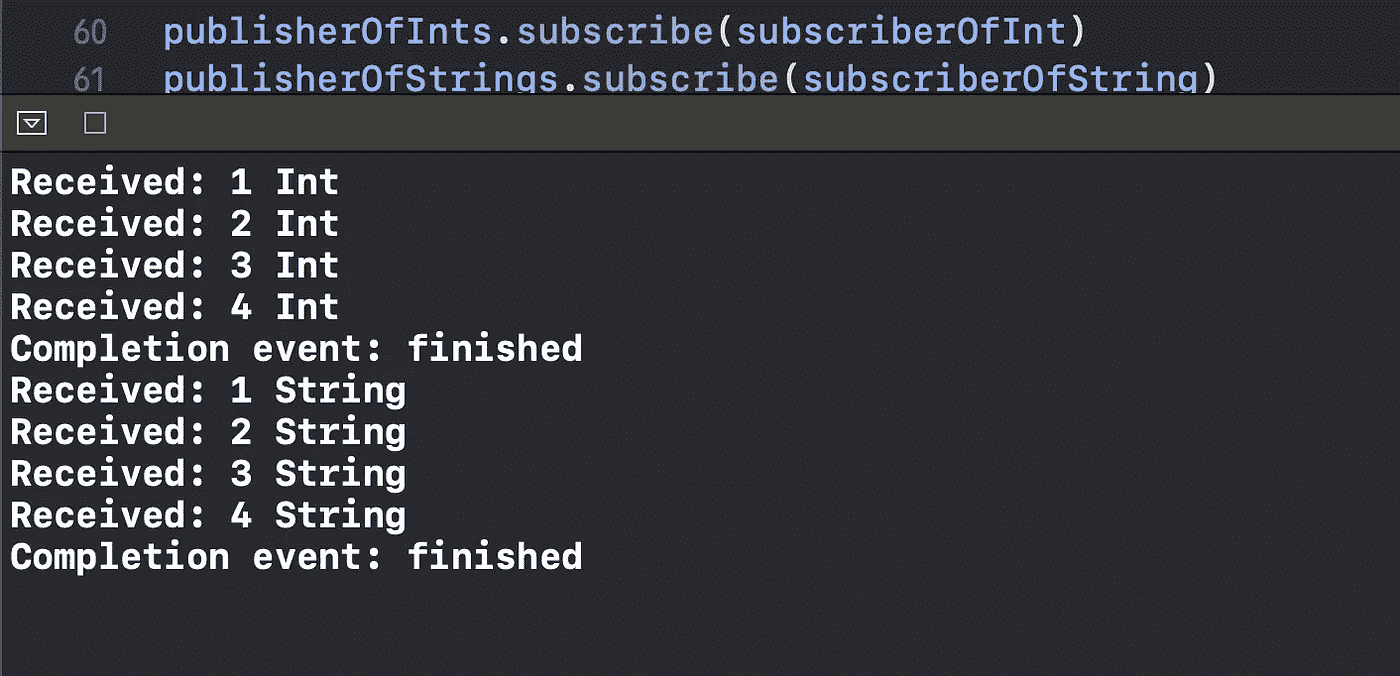 60 publisherOfInts.subscribe(subscriberOfInt)
61 publisherOfStrings.subscribe(subscriberOfString)
Received: 1 Int
Received: 2 Int
Received: 3 Int
Received: 4 Int
Completion event: finished
Received: 1 String
Received: 2 String
Received: 3 String
Received: 4 String
Completion event: finished